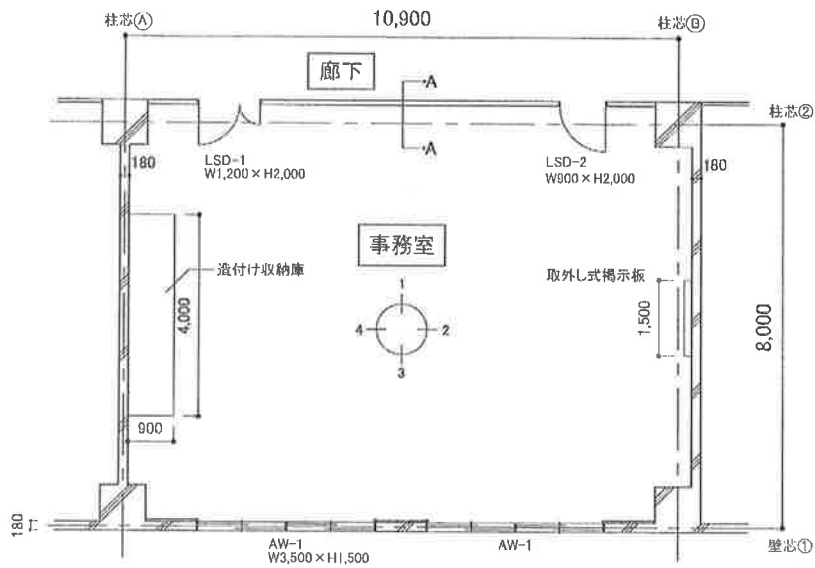 柱芯Ⓐ
10,900
柱芯Ⓑ
廊下
A
柱芯②
A
180
LSD-1
W1,200×H2,000
LSD-2
W900×H2,000
180
事務室
造付け収納庫
取外し式掲示板
1
4
2
3
4,000
1,500
8,000
900
180
AW-1
W3,500×H1,500
AW-1
壁芯①